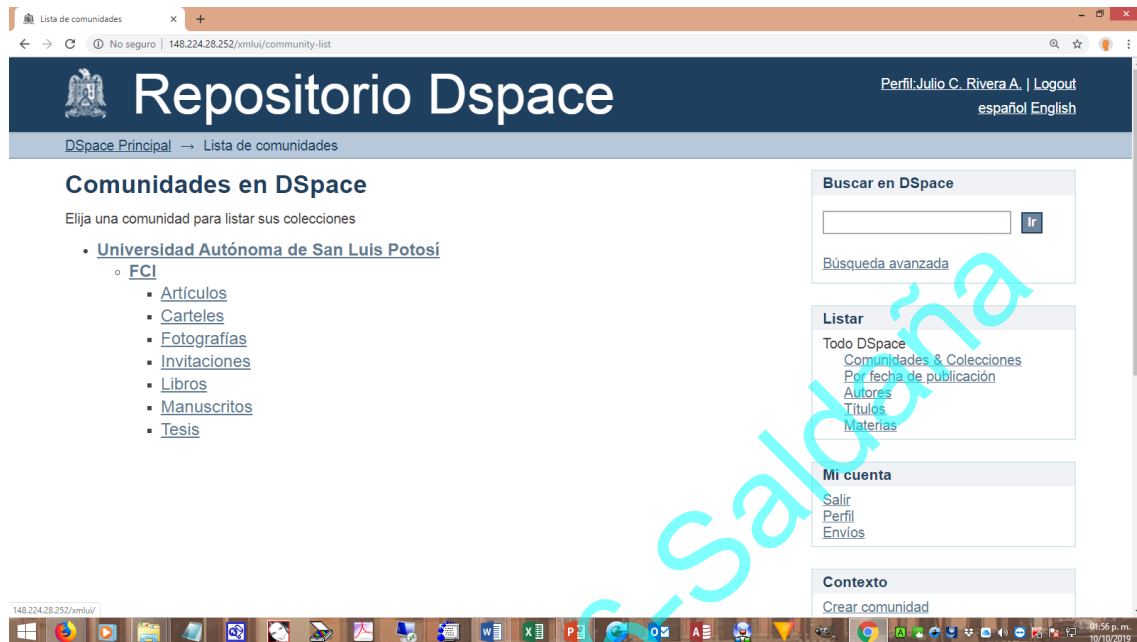 Lista de comunidades
No seguro | 148.224.28.252/xmlui/community-list
Repositorio Dspace
Perfil:Julio C. Rivera A. | Logout
español English
DSpace Principal → Lista de comunidades
Comunidades en DSpace
Elija una comunidad para listar sus colecciones
Universidad Autónoma de San Luis Potosí
FCI
Artículos
Carteles
Fotografías
Invitaciones
Libros
Manuscritos
Tesis
Buscar en DSpace
Ir
Búsqueda avanzada
Listar
Todo DSpace
Comunidades & Colecciones
Por fecha de publicación
Autores
Títulos
Materias
Mi cuenta
Salir
Perfil
Envíos
Contexto
Crear comunidad
148.224.28.252/xmlui/
01:56 p. m.
10/10/2019
-Saldaña